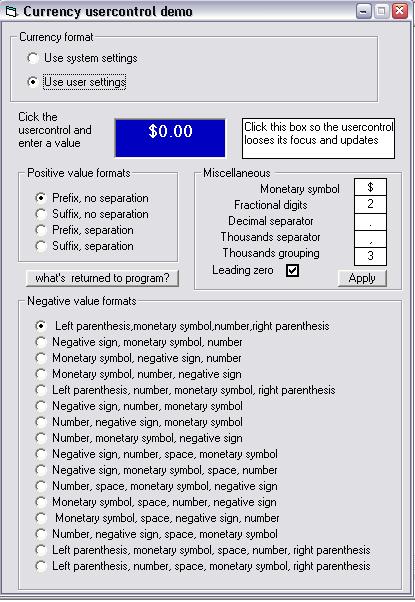 Currency usercontrol demo
Currency format
Use system settings
Use user settings
Cick the
usercontrol and
enter a value
$0.00
Click this box so the usercontrol
looses its focus and updates
Positive value formats
Prefix, no separation
Suffix, no separation
Prefix, separation
Suffix, separation
what's returned to program?
Miscellaneous
Monetary symbol $
Fractional digits 2
Decimal separator .
Thousands separator ,
Thousands grouping 3
Leading zero
Apply
Negative value formats
Left parenthesis,monetary symbol,number,right parenthesis
Negative sign, monetary symbol, number
Monetary symbol, negative sign, number
Monetary symbol, number, negative sign
Left parenthesis, number, monetary symbol, right parenthesis
Negative sign, number, monetary symbol
Number, negative sign, monetary symbol
Number, monetary symbol, negative sign
Negative sign, number, space, monetary symbol
Negative sign, monetary symbol, space, number
Number, space, monetary symbol, negative sign
Monetary symbol, space, number, negative sign
Monetary symbol, space, negative sign, number
Number, negative sign, space, monetary symbol
Left parenthesis, monetary symbol, space, number, right parenthesis
Left parenthesis, number, space, monetary symbol, right parenthesis